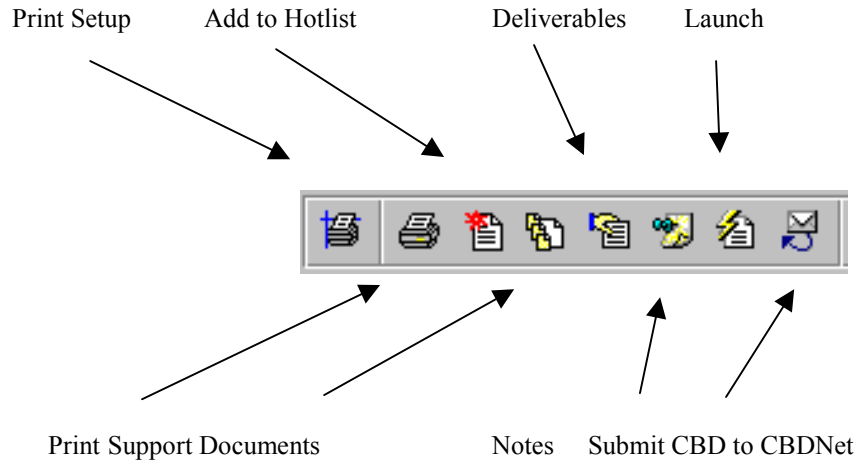 Print Setup Add to Hotlist Deliverables Launch
Print Support Documents Notes Submit CBD to CBDNet